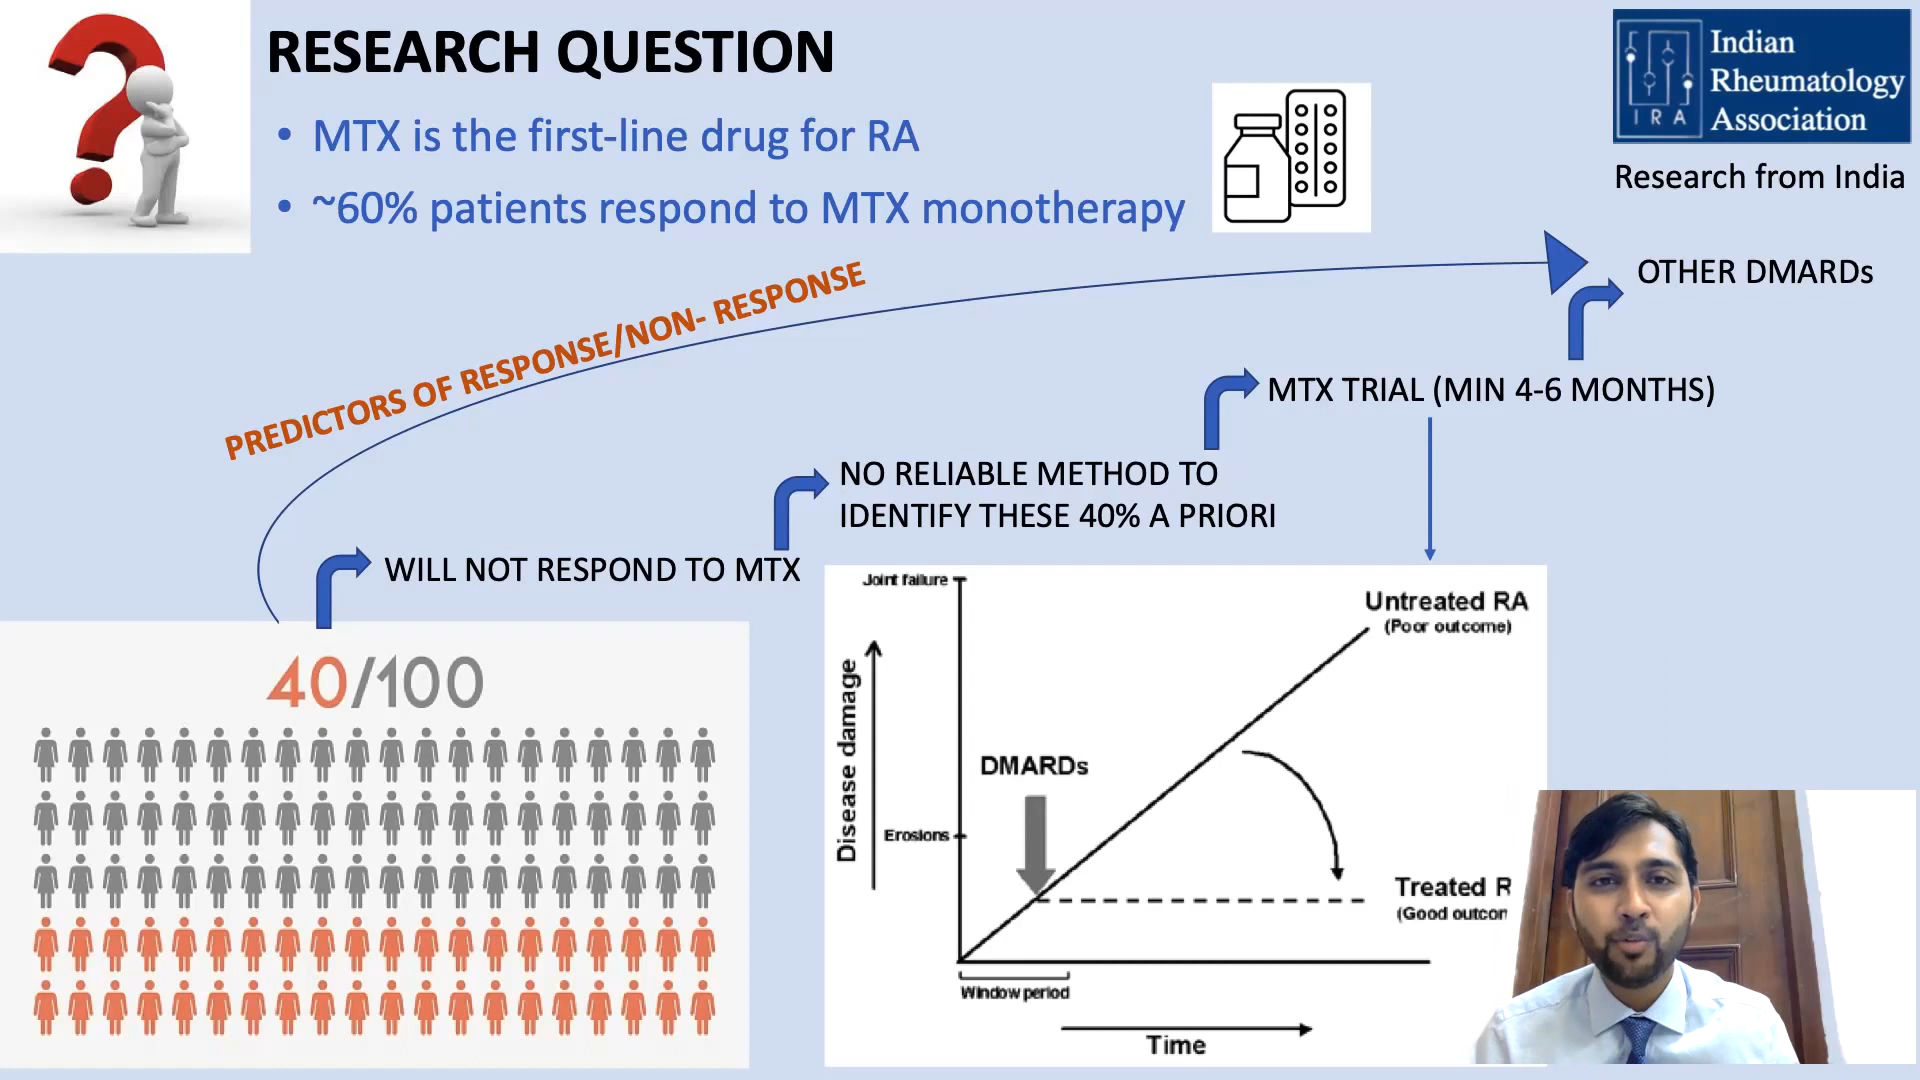 RESEARCH QUESTION
• MTX is the first-line drug for RA
• ~60% patients respond to MTX monotherapy
Indian
Rheumatology
Association
IRA
Research from India
PREDICTORS OF RESPONSE/NON- RESPONSE
OTHER DMARDs
MTX TRIAL (MIN 4-6 MONTHS)
NO RELIABLE METHOD TO
IDENTIFY THESE 40% A PRIORI
WILL NOT RESPOND TO MTX
40/100
Joint failure
Untreated RA
(Poor outcome)
Disease damage
DMARDs
Erosions
Treated R
(Good outcon
Window period
Time